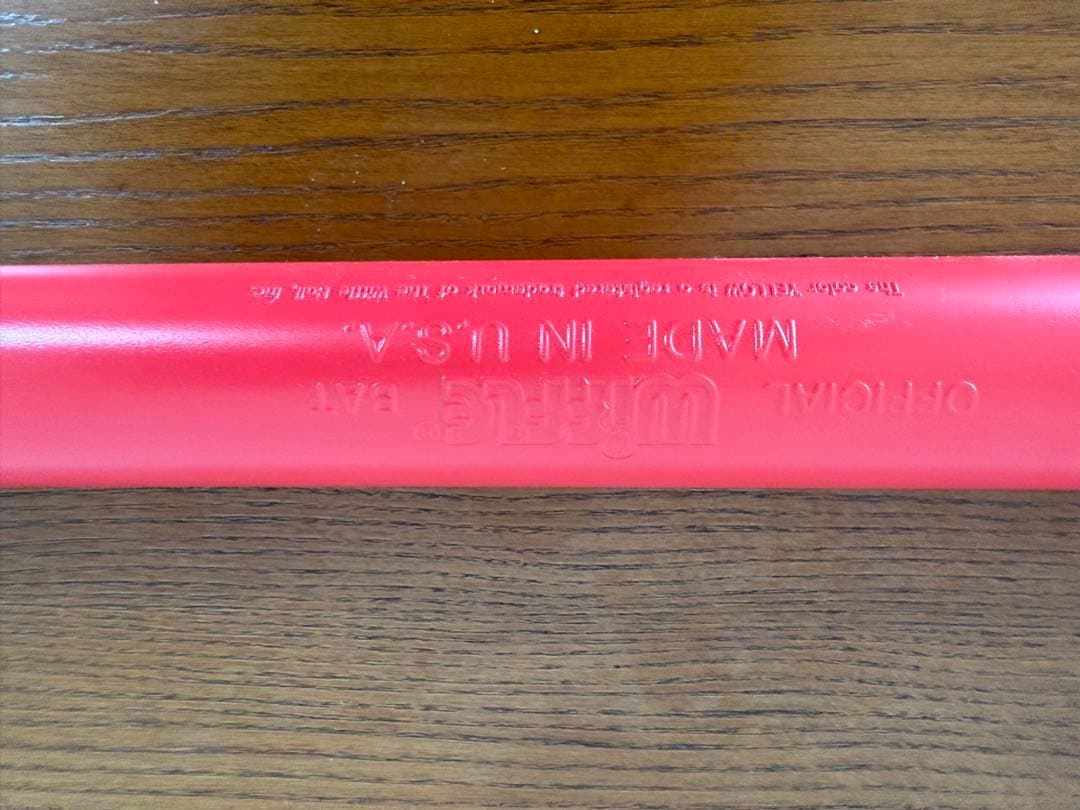 OFFICIAL Wiffle® BAT
MADE IN U.S.A.
The color YELLOW is a registered trademark of The Wiffle Ball, Inc.